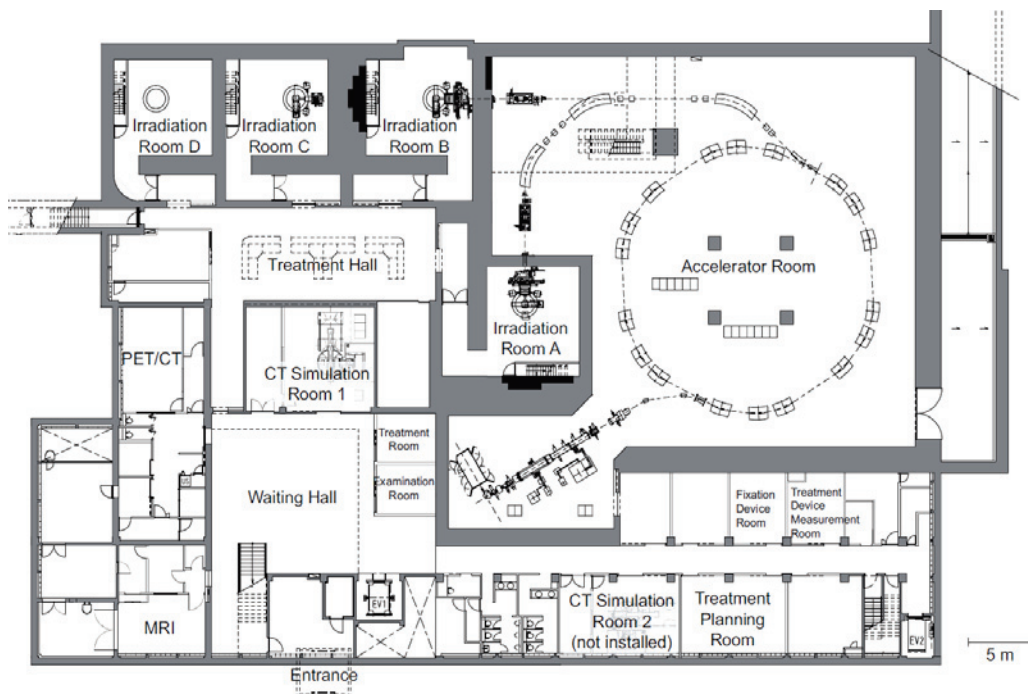 Irradiation
Room D
Irradiation
Room C
Irradiation
Room B
Treatment Hall
Accelerator Room
Irradiation
Room A
PET/CT
CT Simulation
Room 1
Treatment
Room
Examination
Room
Waiting Hall
US
Fixation
Device
Room
Treatment
Device
Measurement
Room
MRI
EV1
CT Simulation
Room 2
(not installed)
Treatment
Planning
Room
EV2
5 m
Entrance